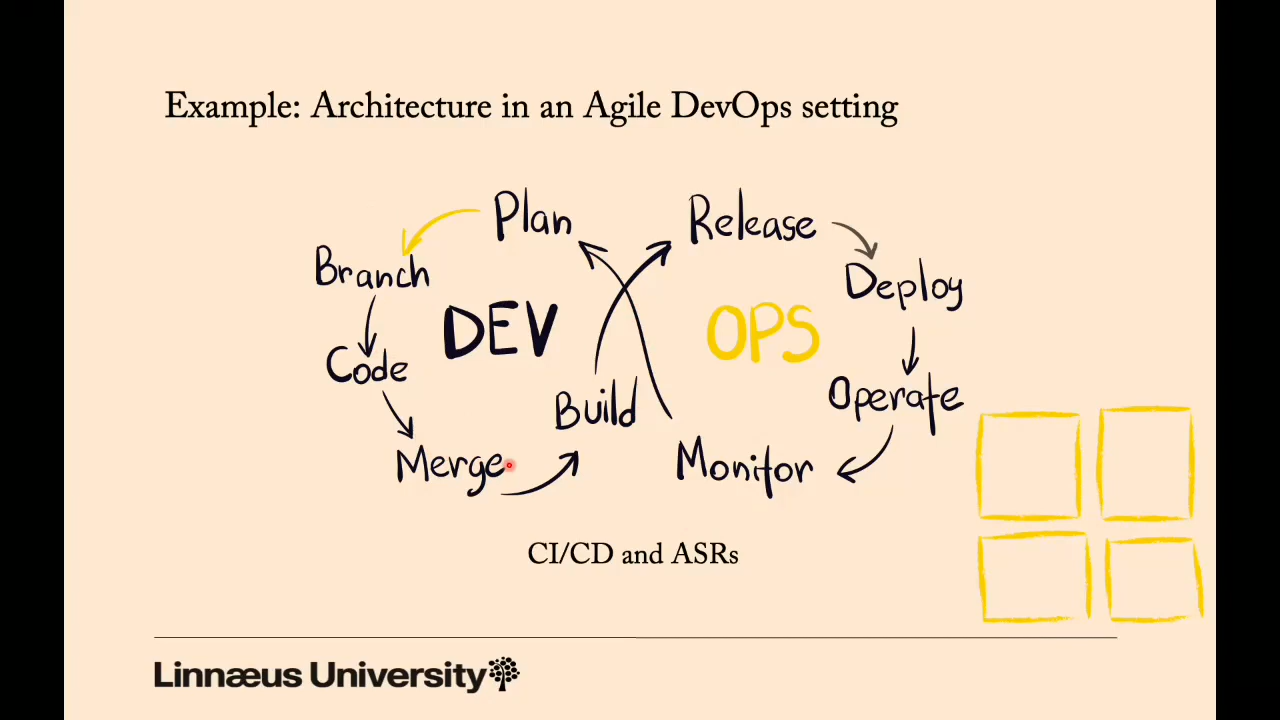 Example: Architecture in an Agile DevOps setting
Plan
Release
Branch
Deploy
DEV
OPS
Code
Operate
Build
Merge
Monitor
CI/CD and ASRs
Linnæus University